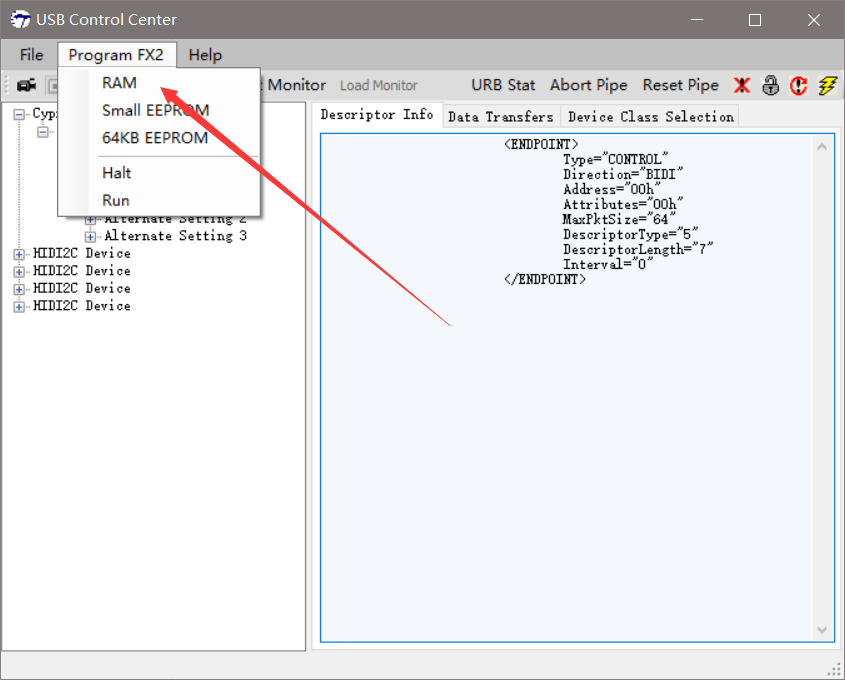 USB Control Center
File Program FX2 Help
RAM
Small EEPROM
64KB EEPROM
Halt
Run
Monitor Load Monitor URB Stat Abort Pipe Reset Pipe
Alternate Setting 2
Alternate Setting 3
HIDI2C Device
HIDI2C Device
HIDI2C Device
HIDI2C Device
Descriptor Info Data Transfers Device Class Selection
<ENDPOINT>
Type="CONTROL"
Direction="BIDI"
Address="00h"
Attributes="00h"
MaxPktSize="64"
DescriptorType="5"
DescriptorLength="7"
Interval="0"
</ENDPOINT>